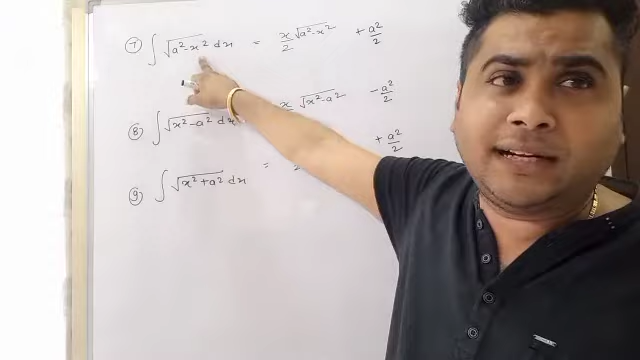 ⑦ ∫ √a²-x² dx = x/2 √a²-x² + a²/2
⑧ ∫ √x²-a² dx x √x²-a² - a²/2
⑨ ∫ √x²+a² dx = 2 + a²/2